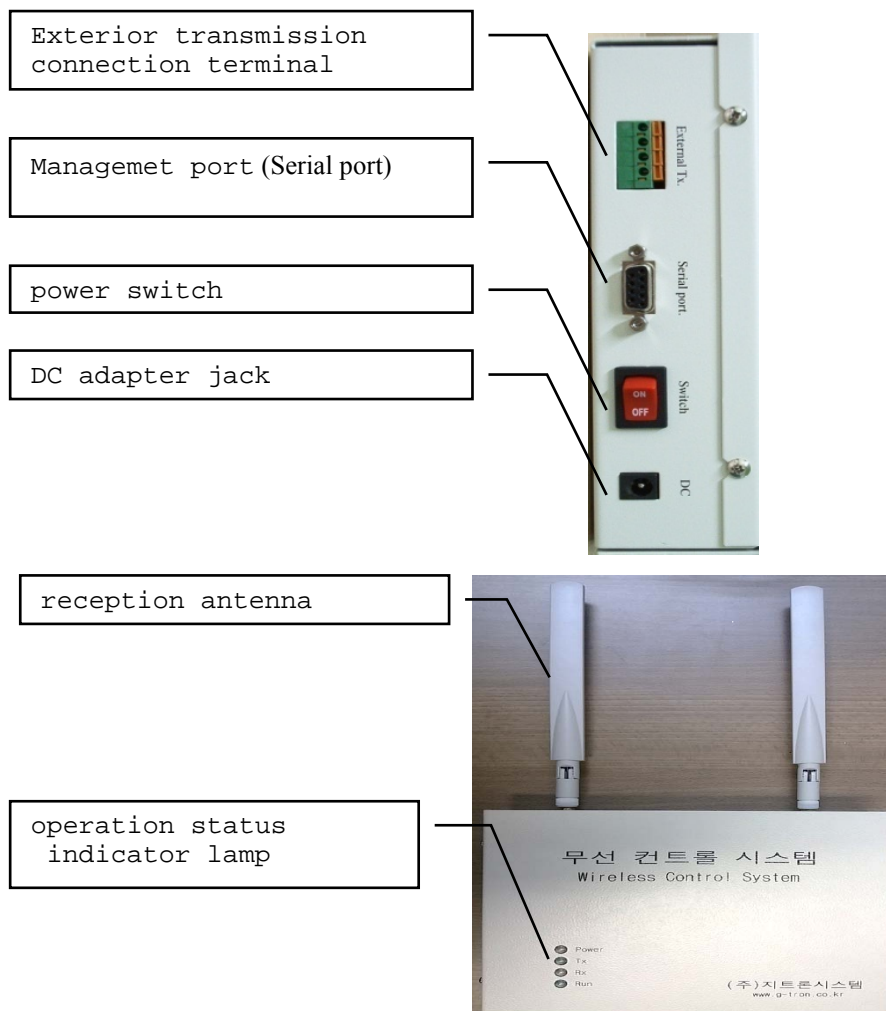 Exterior transmission
connection terminal
Managemet port (Serial port)
power switch
DC adapter jack
External Tx.
Serial port.
Switch
ON
OFF
DC
reception antenna
operation status
indicator lamp
무선 컨트롤 시스템
Wireless Control System
Power
Tx
Rx
Run
(주)지트론시스템
www.g-tron.co.kr